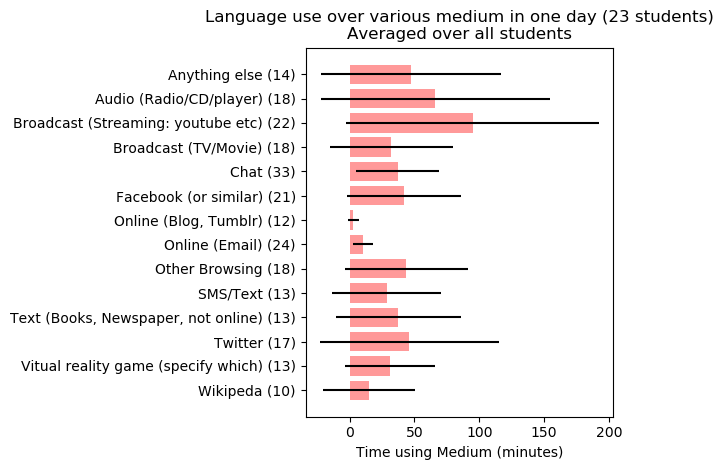 Language use over various medium in one day (23 students)
Averaged over all students
Anything else (14)
Audio (Radio/CD/player) (18)
Broadcast (Streaming: youtube etc) (22)
Broadcast (TV/Movie) (18)
Chat (33)
Facebook (or similar) (21)
Online (Blog, Tumblr) (12)
Online (Email) (24)
Other Browsing (18)
SMS/Text (13)
Text (Books, Newspaper, not online) (13)
Twitter (17)
Vitual reality game (specify which) (13)
Wikipeda (10)
0 50 100 150 200
Time using Medium (minutes)